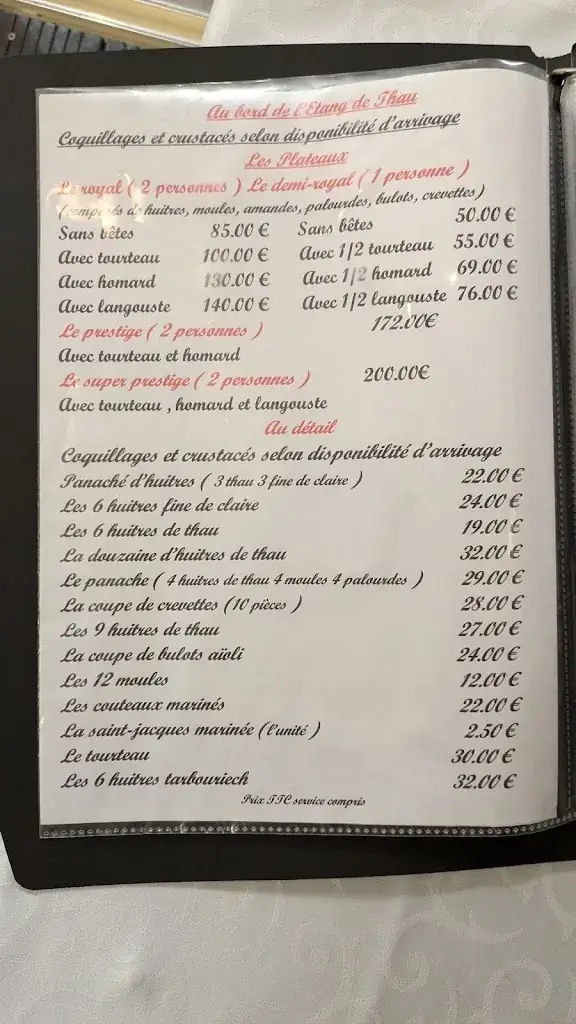 Au bord de l'Etang de Thau
Coquillages et crustacés selon disponibilité d'arrivage
Les Plateaux
Le royal ( 2 personnes ) Le demi-royal ( 1 personne )
(composés de huitres, moules, amandes, palourdes, bulots, crevettes)
Sans bêtes 85.00 € Sans bêtes 50.00 €
Avec tourteau 100.00 € Avec 1/2 tourteau 55.00 €
Avec homard 130.00 € Avec 1/2 homard 69.00 €
Avec langouste 140.00 € Avec 1/2 langouste 76.00 €
Le prestige ( 2 personnes ) 172.00€
Avec tourteau et homard
Le super prestige ( 2 personnes ) 200.00€
Avec tourteau , homard et langouste
Au détail
Coquillages et crustacés selon disponibilité d'arrivage
Panaché d'huitres ( 3 thau 3 fine de claire ) 22.00 €
Les 6 huitres fine de claire 24.00 €
Les 6 huitres de thau 19.00 €
La douzaine d'huitres de thau 32.00 €
Le panache ( 4 huitres de thau 4 moules 4 palourdes ) 29.00 €
La coupe de crevettes (10 pièces ) 28.00 €
Les 9 huitres de thau 27.00 €
La coupe de bulots aïoli 24.00 €
Les 12 moules 12.00 €
Les couteaux marinés 22.00 €
La saint-jacques marinée (l'unité ) 2.50 €
Le tourteau 30.00 €
Les 6 huitres tarbouriech 32.00 €
Prix TTC service compris